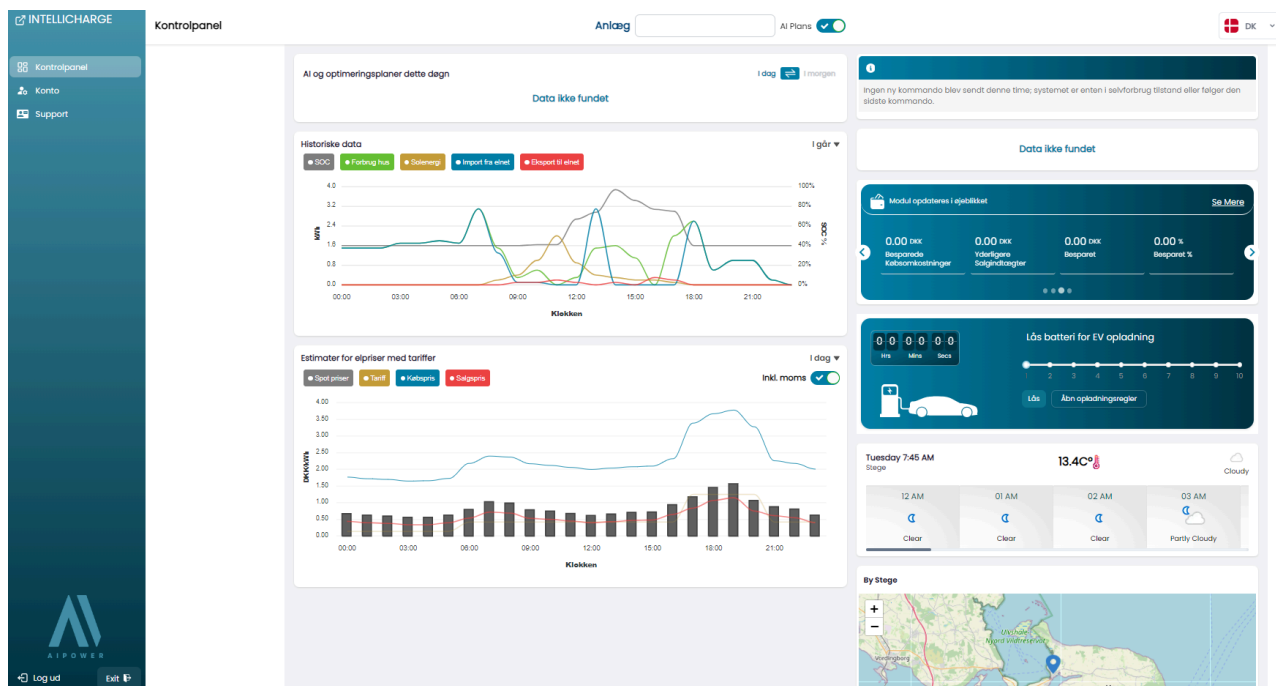 INTELLICHARGE
Kontrolpanel
Konto
Support
AIPOWER
Log ud
Exit
Kontrolpanel
Anlæg
AI Plans
DK
AI og optimeringsplaner dette døgn
I dag
I morgen
Data ikke fundet
Historiske data
I går
SOC
Forbrug hus
Solenergi
Import fra elnet
Eksport til elnet
4.0
3.2
2.4
1.6
0.8
0.0
kWh
100%
80%
60%
40%
20%
0%
SOC %
00:00 03:00 06:00 09:00 12:00 15:00 18:00 21:00
Klokken
Estimater for elpriser med tariffer
I dag
Spot priser
Tariff
Købspris
Salgspris
Inkl. moms
4.00
3.50
3.00
2.50
2.00
1.50
1.00
0.50
0.00
DKK/kWh
00:00 03:00 06:00 09:00 12:00 15:00 18:00 21:00
Klokken
Ingen ny kommando blev sendt denne time; systemet er enten i selvforbrug tilstand eller følger den
sidste kommando.
Data ikke fundet
Modul opdateres i øjeblikket
Se Mere
0.00 DKK
Besparede
Købsomkostninger
0.00 DKK
Yderligere
Salgindtægter
0.00 DKK
Besparet
0.00 %
Besparet %
0 0 0 0 0 0
Hrs Mins Secs
Lås batteri for EV opladning
1 2 3 4 5 6 7 8 9 10
Lås
Åbn opladningsregler
Tuesday 7:45 AM
Stege
13.4C°
Cloudy
12 AM
Clear
01 AM
Clear
02 AM
Clear
03 AM
Partly Cloudy
By Stege
+
−
Ulvshale -
Nyord Vildtreservat
Vordingborg